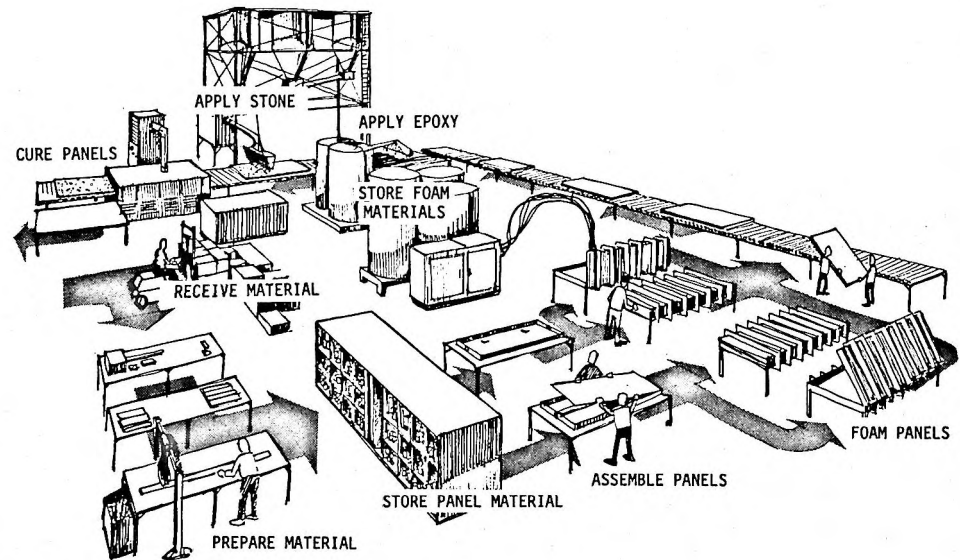 APPLY STONE
APPLY EPOXY
CURE PANELS
STORE FOAM
MATERIALS
RECEIVE MATERIAL
FOAM PANELS
ASSEMBLE PANELS
STORE PANEL MATERIAL
PREPARE MATERIAL